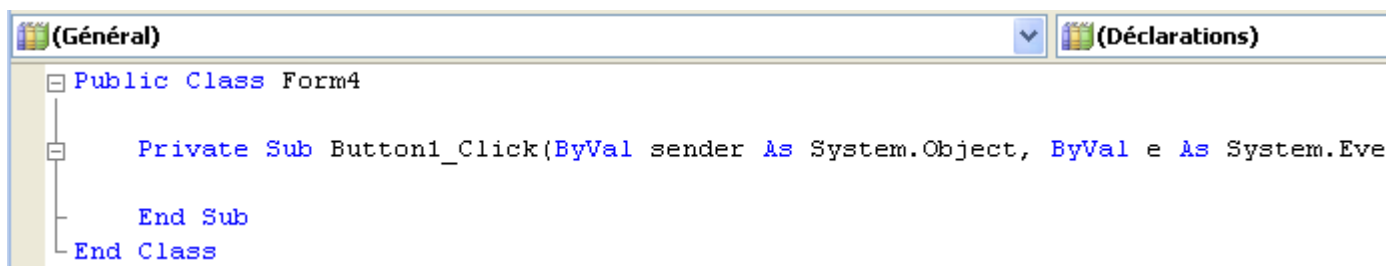 (Général) (Déclarations)
Public Class Form4
Private Sub Button1_Click(ByVal sender As System.Object, ByVal e As System.Eve
End Sub
End Class